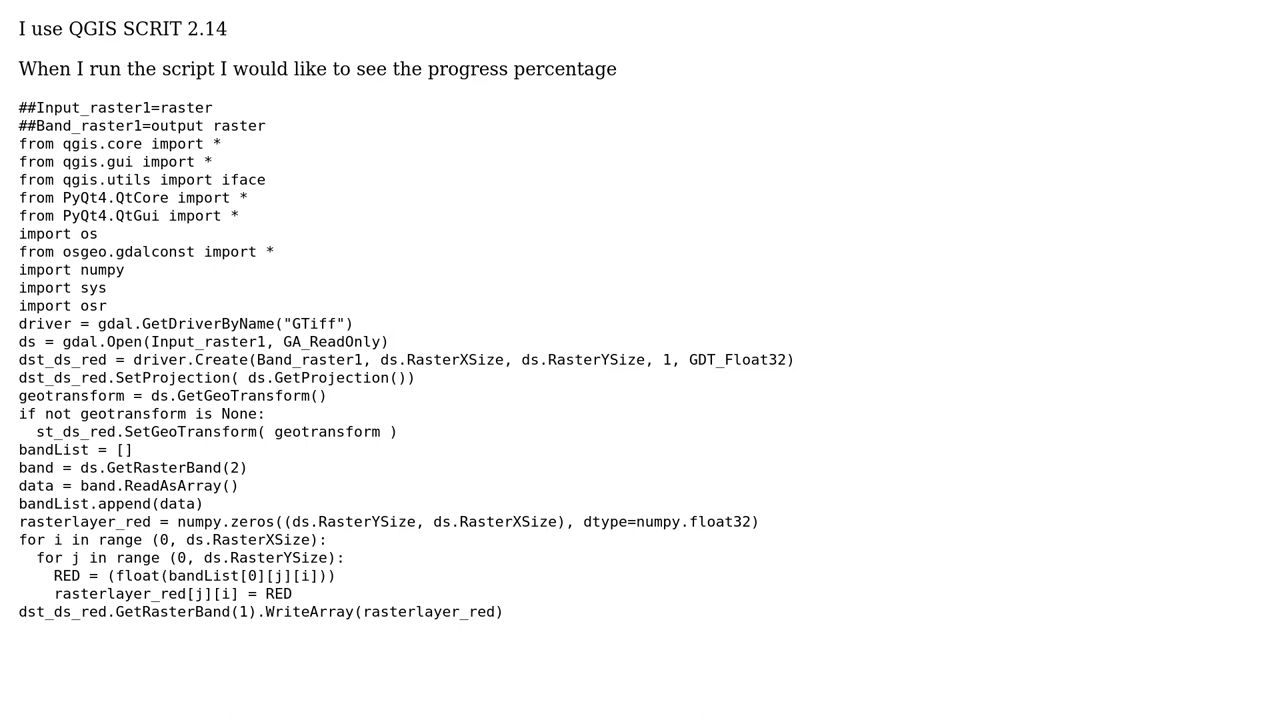 I use QGIS SCRIT 2.14
When I run the script I would like to see the progress percentage
##Input_raster1=raster
##Band_raster1=output raster
from qgis.core import *
from qgis.gui import *
from qgis.utils import iface
from PyQt4.QtCore import *
from PyQt4.QtGui import *
import os
from osgeo.gdalconst import *
import numpy
import sys
import osr
driver = gdal.GetDriverByName("GTiff")
ds = gdal.Open(Input_raster1, GA_ReadOnly)
dst_ds_red = driver.Create(Band_raster1, ds.RasterXSize, ds.RasterYSize, 1, GDT_Float32)
dst_ds_red.SetProjection( ds.GetProjection())
geotransform = ds.GetGeoTransform()
if not geotransform is None:
  st_ds_red.SetGeoTransform( geotransform )
bandList = []
band = ds.GetRasterBand(2)
data = band.ReadAsArray()
bandList.append(data)
rasterlayer_red = numpy.zeros((ds.RasterYSize, ds.RasterXSize), dtype=numpy.float32)
for i in range (0, ds.RasterXSize):
  for j in range (0, ds.RasterYSize):
    RED = (float(bandList[0][j][i]))
    rasterlayer_red[j][i] = RED
dst_ds_red.GetRasterBand(1).WriteArray(rasterlayer_red)